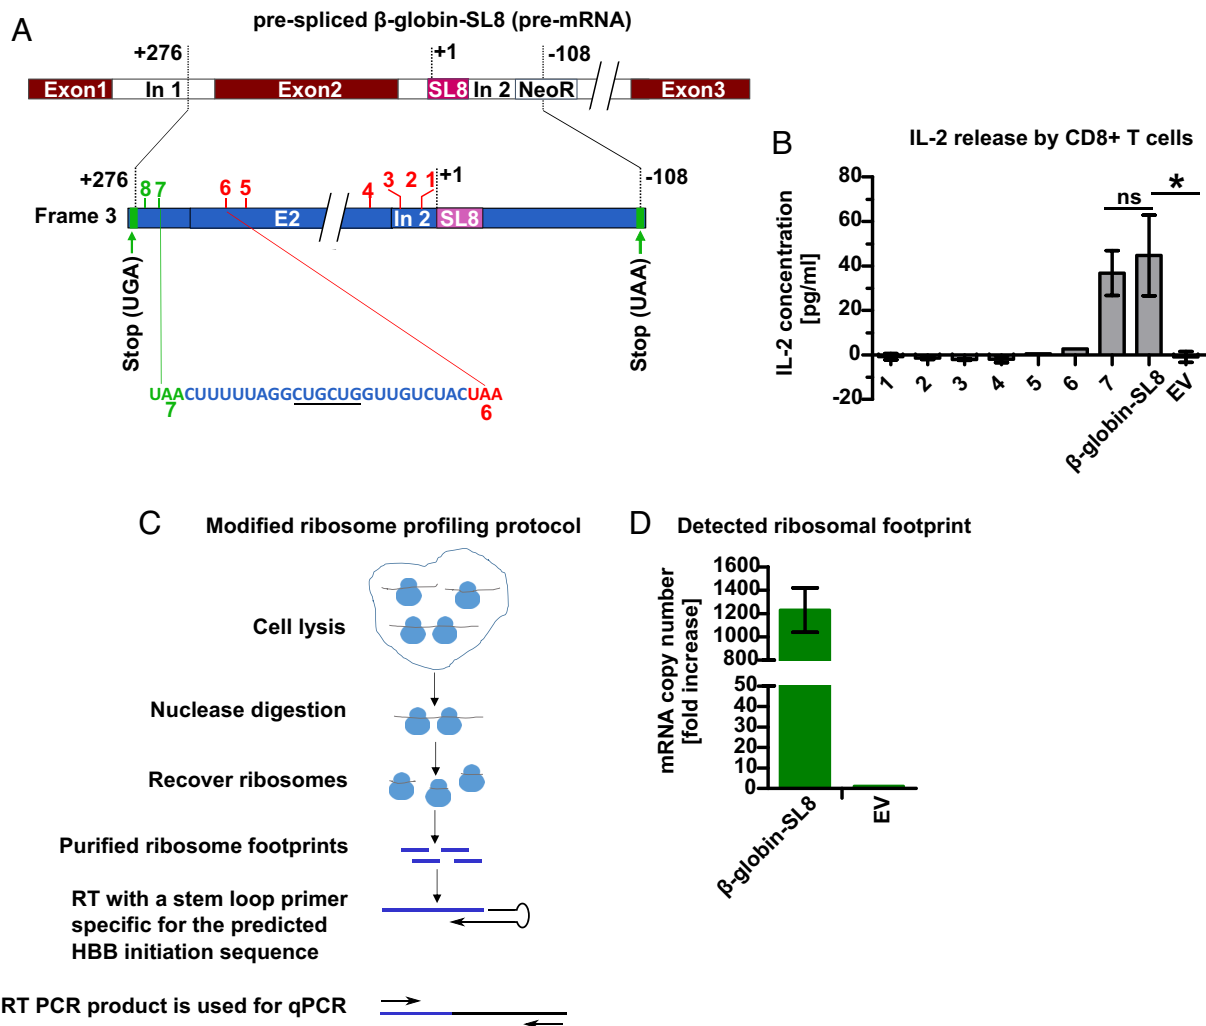 A
pre-spliced β-globin-SL8 (pre-mRNA)
+276
+1
-108
Exon1
In 1
Exon2
SL8
In 2
NeoR
Exon3
+276
8
7
6
5
4
3
2
1
+1
-108
Frame 3
E2
In 2
SL8
Stop (UGA)
Stop (UAA)
UAACUUUUUAGGCUGCUGGUUGUCUACUAA
7
6
B
IL-2 release by CD8+ T cells
IL-2 concentration
[pg/ml]
80
60
40
20
0
-20
ns
*
1
2
3
4
5
6
7
β-globin-SL8
EV
C
Modified ribosome profiling protocol
Cell lysis
Nuclease digestion
Recover ribosomes
Purified ribosome footprints
RT with a stem loop primer
specific for the predicted
HBB initiation sequence
RT PCR product is used for qPCR
D
Detected ribosomal footprint
mRNA copy number
[fold increase]
1600
1400
1200
1000
800
50
40
30
20
10
0
β-globin-SL8
EV